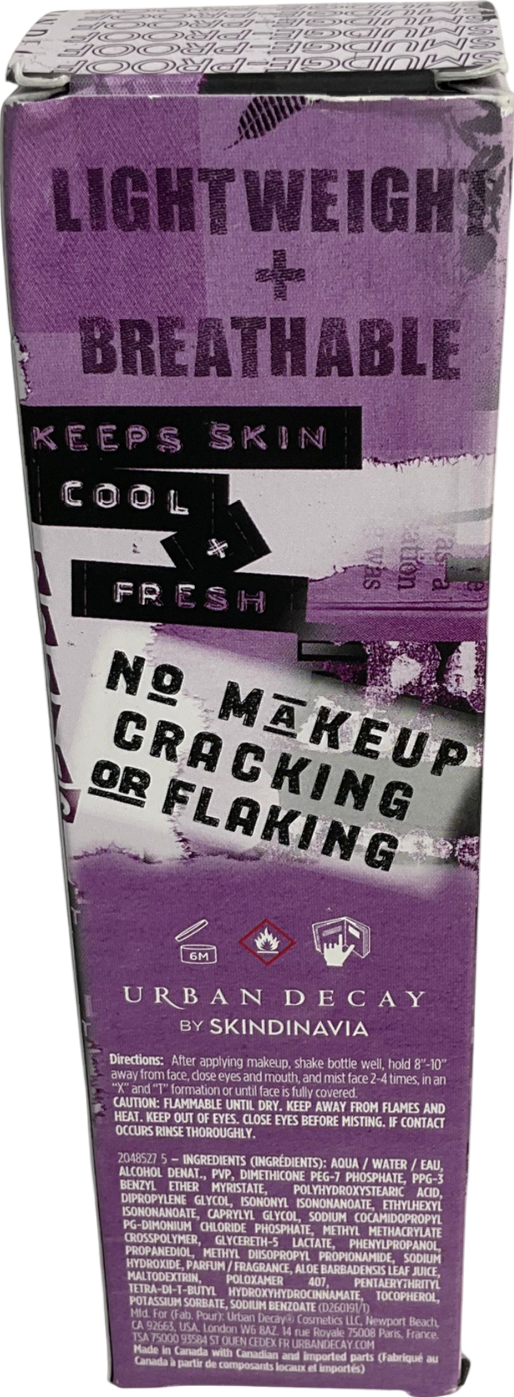 SMUDGE-PROOF
LIGHTWEIGHT
+
BREATHABLE
KEEPS SKIN
COOL
+
FRESH
was a
cation
was
NO MAKEUP
CRACKING
OR FLAKING
6M
URBAN DECAY
BY SKINDINAVIA
Directions: After applying makeup, shake bottle well, hold 8"-10"
away from face, close eyes and mouth, and mist face 2-4 times, in an
"X" and "T" formation or until face is fully covered.
CAUTION: FLAMMABLE UNTIL DRY. KEEP AWAY FROM FLAMES AND
HEAT. KEEP OUT OF EYES. CLOSE EYES BEFORE MISTING. IF CONTACT
OCCURS RINSE THOROUGHLY.
2048527 5 – INGREDIENTS (INGRÉDIENTS): AQUA / WATER / EAU,
ALCOHOL DENAT., PVP, DIMETHICONE PEG-7 PHOSPHATE, PPG-3
BENZYL ETHER MYRISTATE, POLYHYDROXYSTEARIC ACID,
DIPROPYLENE GLYCOL, ISONONYL ISONONANOATE, ETHYLHEXYL
ISONONANOATE, CAPRYLYL GLYCOL, SODIUM COCAMIDOPROPYL
PG-DIMONIUM CHLORIDE PHOSPHATE, METHYL METHACRYLATE
CROSSPOLYMER, GLYCERETH-5 LACTATE, PHENYLPROPANOL,
PROPANEDIOL, METHYL DIISOPROPYL PROPIONAMIDE, SODIUM
HYDROXIDE, PARFUM / FRAGRANCE, ALOE BARBADENSIS LEAF JUICE,
MALTODEXTRIN, POLOXAMER 407, PENTAERYTHRITYL
TETRA-DI-T-BUTYL HYDROXYHYDROCINNAMATE, TOCOPHEROL,
POTASSIUM SORBATE, SODIUM BENZOATE (D260191/1)
Mfd. For (Fab. Pour): Urban Decay® Cosmetics LLC, Newport Beach,
CA 92663, USA. London W6 8AZ. 14 rue Royale 75008 Paris, France.
TSA 75000 93584 ST OUEN CEDEX FR URBANDECAY.COM
Made in Canada with Canadian and imported parts (Fabriqué au
Canada à partir de composants locaux et importés)